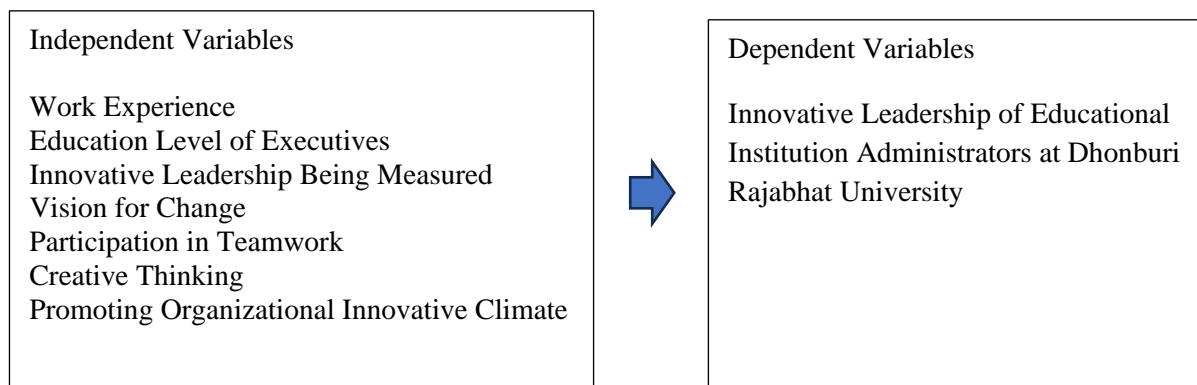 Independent Variables
Work Experience
Education Level of Executives
Innovative Leadership Being Measured
Vision for Change
Participation in Teamwork
Creative Thinking
Promoting Organizational Innovative Climate
Dependent Variables
Innovative Leadership of Educational
Institution Administrators at Dhonburi
Rajabhat University